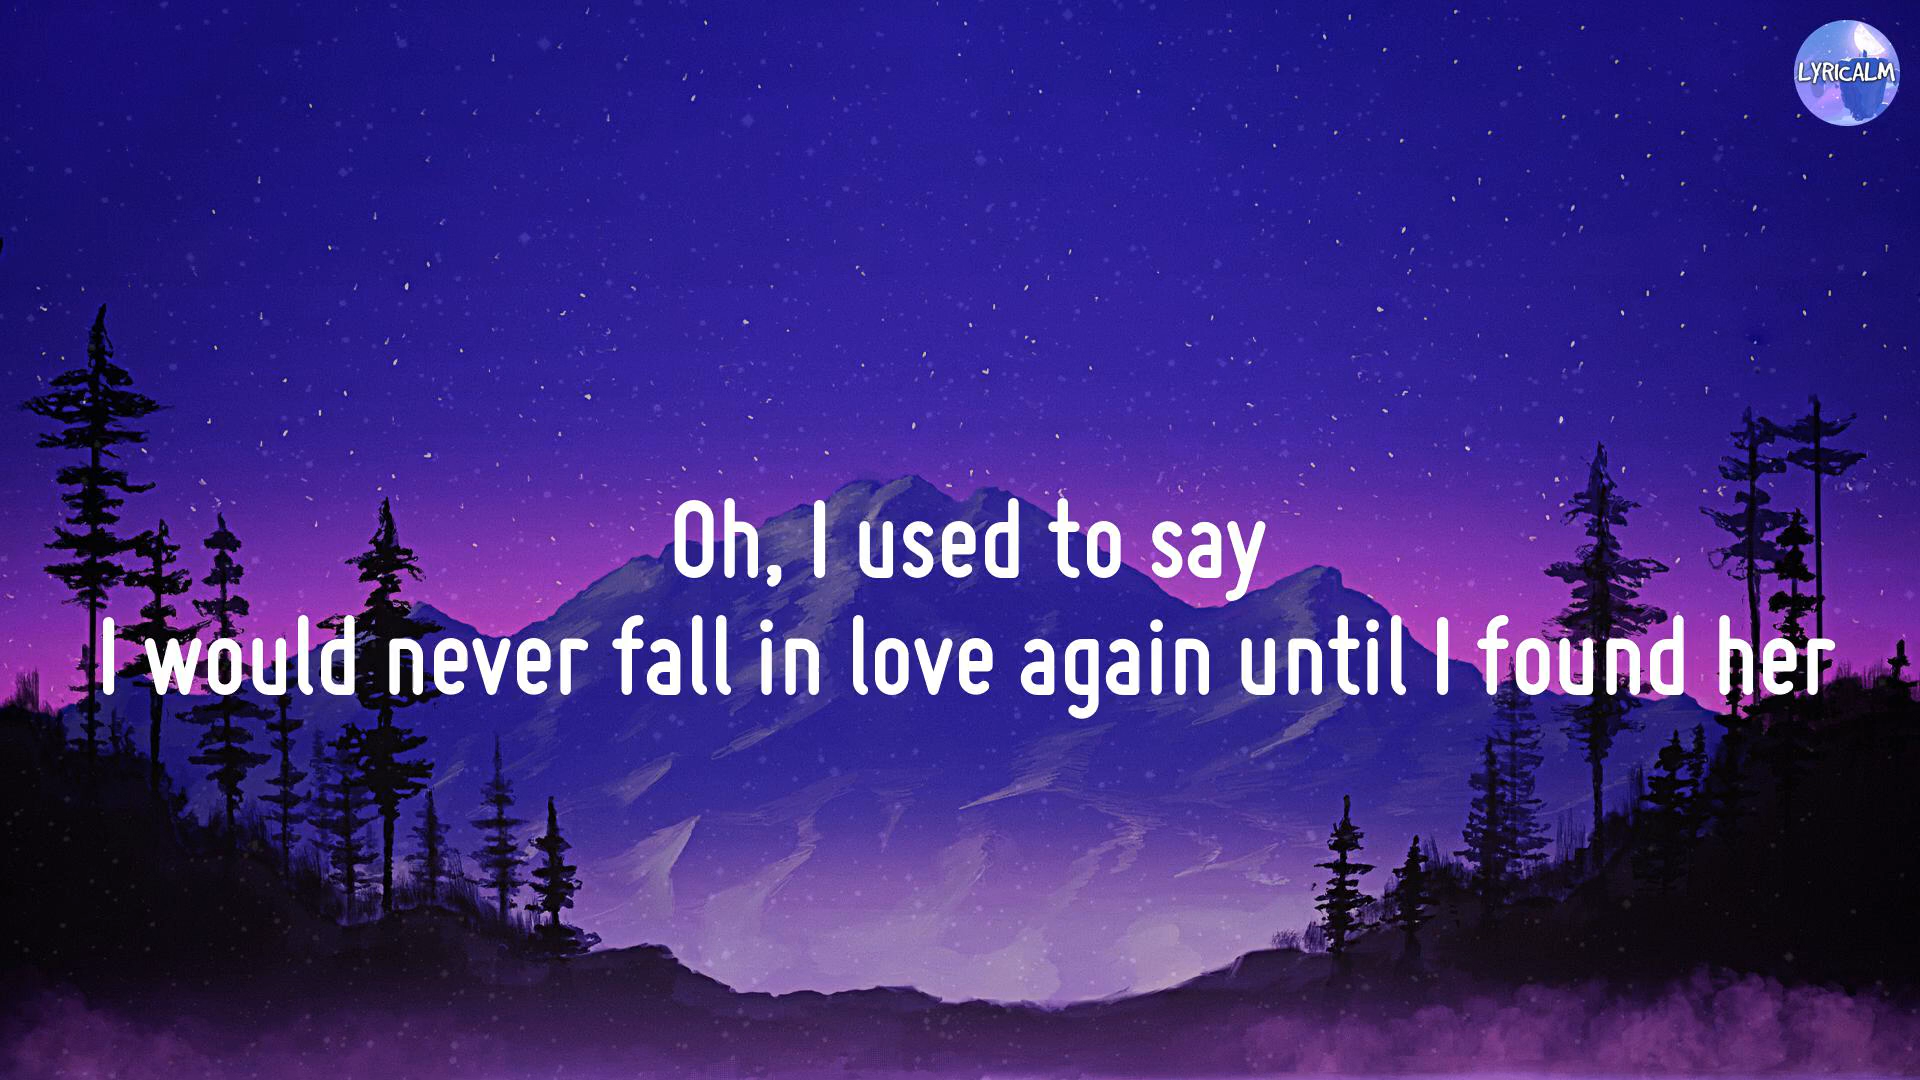 LYRICALM
Oh, I used to say
I would never fall in love again until I found her